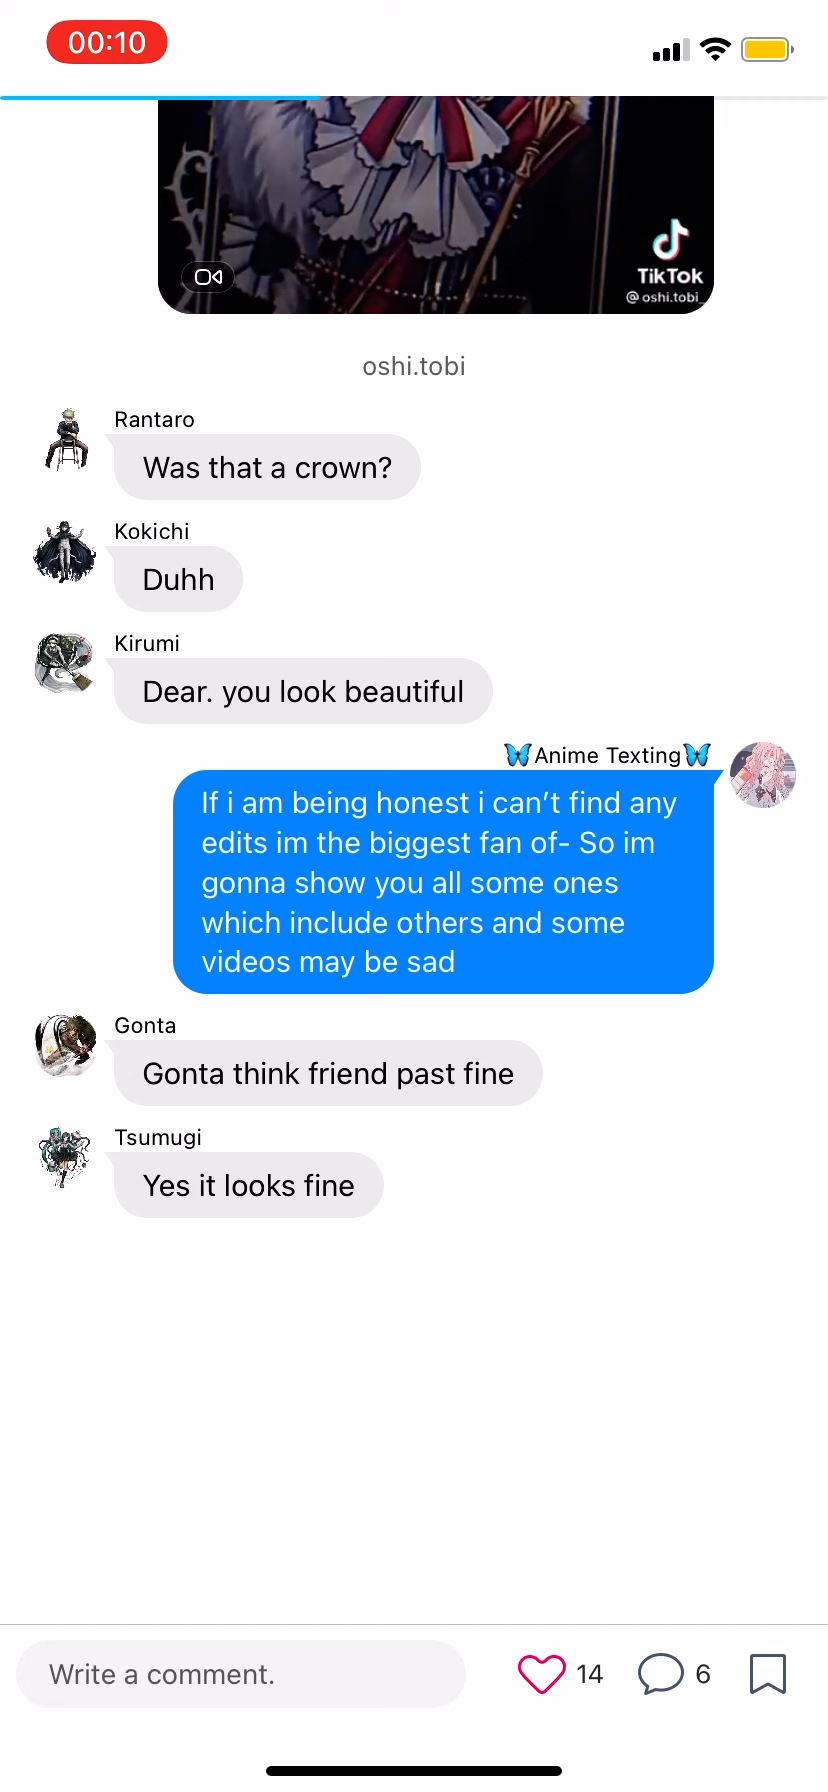 00:10
TikTok
@oshi.tobi_
oshi.tobi
Rantaro
Was that a crown?
Kokichi
Duhh
Kirumi
Dear. you look beautiful
🦋Anime Texting🦋
If i am being honest i can't find any
edits im the biggest fan of- So im
gonna show you all some ones
which include others and some
videos may be sad
Gonta
Gonta think friend past fine
Tsumugi
Yes it looks fine
Write a comment.
14
6